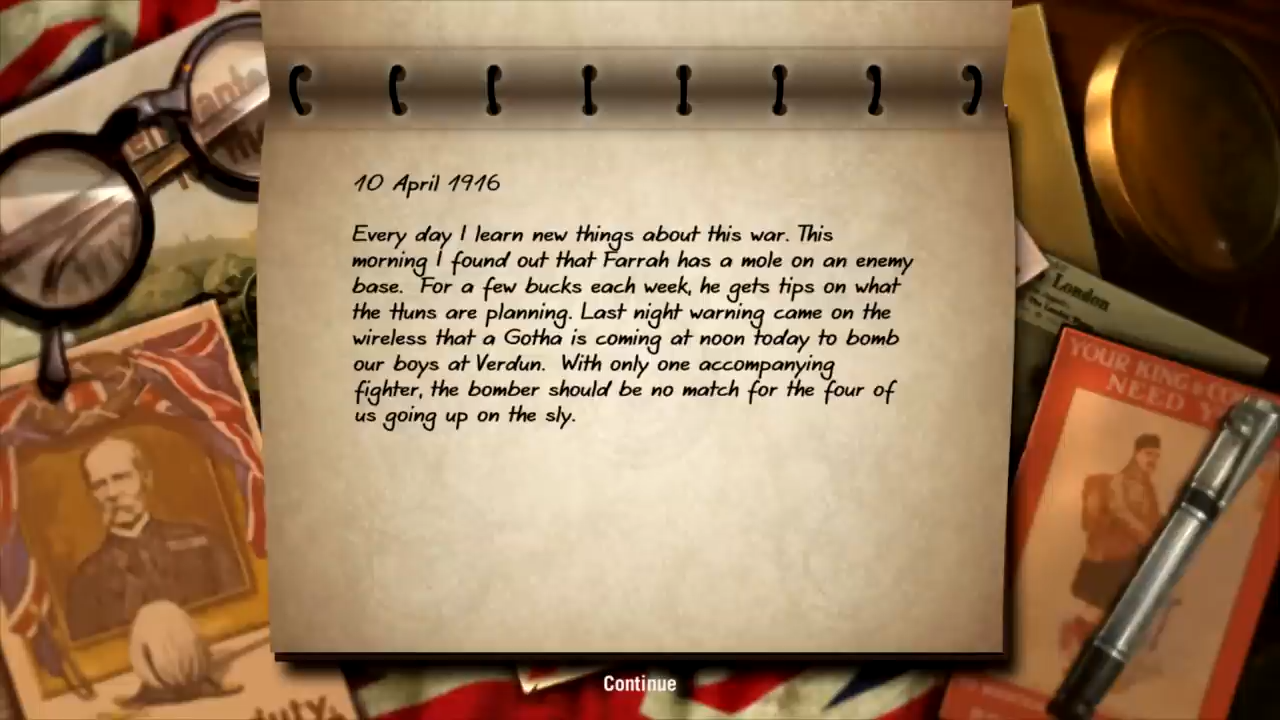 10 April 1916
Every day I learn new things about this war. This
morning I found out that Farrah has a mole on an enemy
base. For a few bucks each week, he gets tips on what
the Huns are planning. Last night warning came on the
wireless that a Gotha is coming at noon today to bomb
our boys at Verdun. With only one accompanying
fighter, the bomber should be no match for the four of
us going up on the sly.
London
YOUR KING &
NEED
duty.
Continue